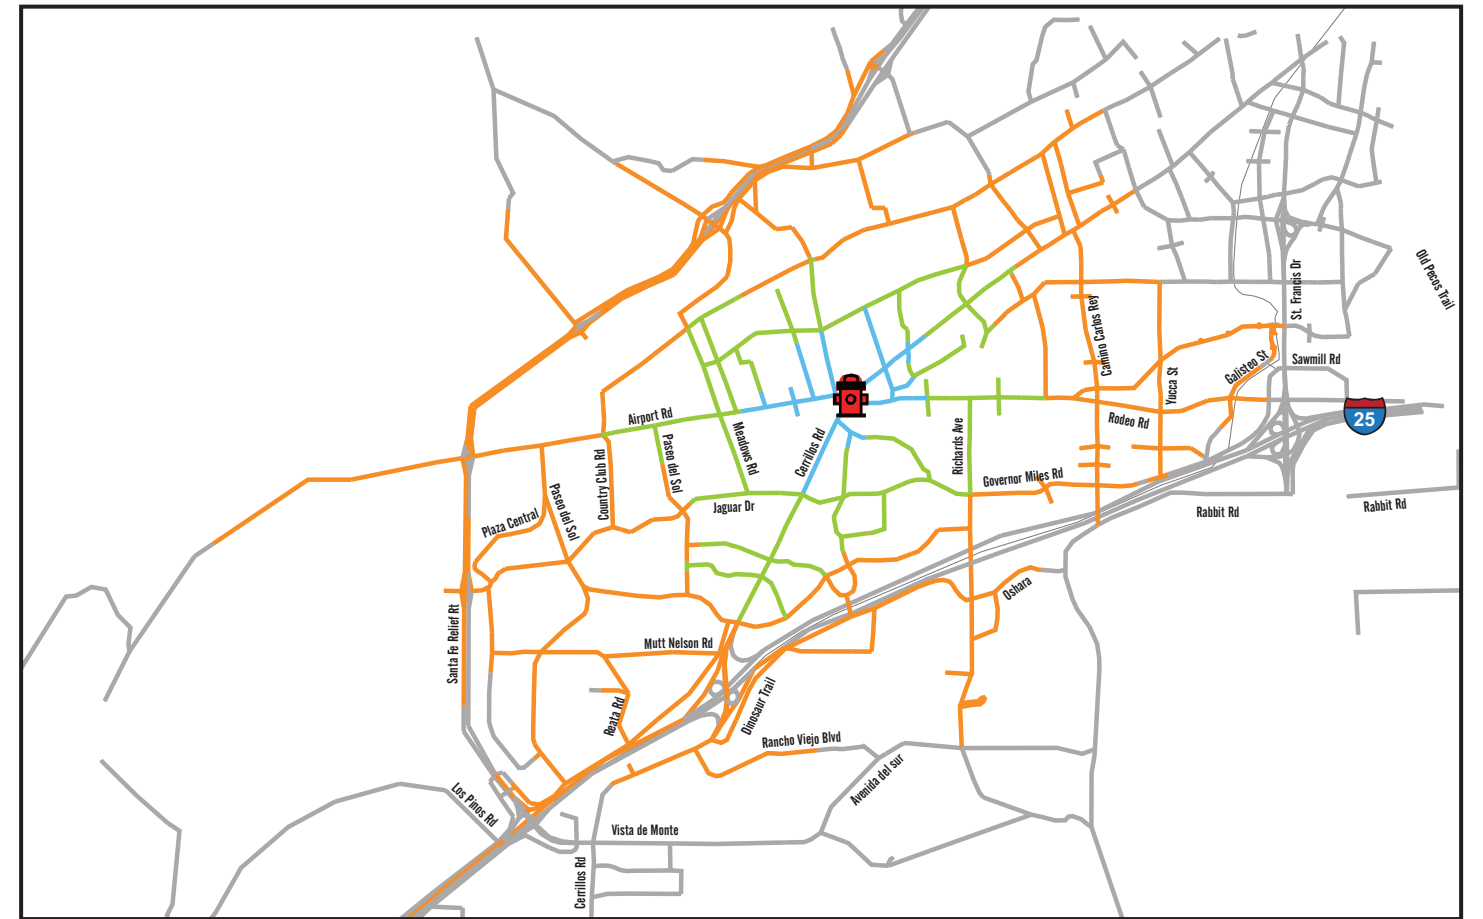 Old Pecos Trail
St. Francis Dr
Camino Carlos Rey
Sawmill Rd
Galisteo St
Yucca St
Airport Rd
Rodeo Rd
25
Meadows Rd
Cerrillos Rd
Richards Ave
Paseo del Sol
Country Club Rd
Governor Miles Rd
Paseo del Sol
Plaza Central
Jaguar Dr
Rabbit Rd
Rabbit Rd
Oshara
Santa Fe Relief Rt
Mutt Nelson Rd
Reata Rd
Dinosaur Trail
Rancho Viejo Blvd
Avenida del sur
Los Pinos Rd
Vista de Monte
Cerrillos Rd